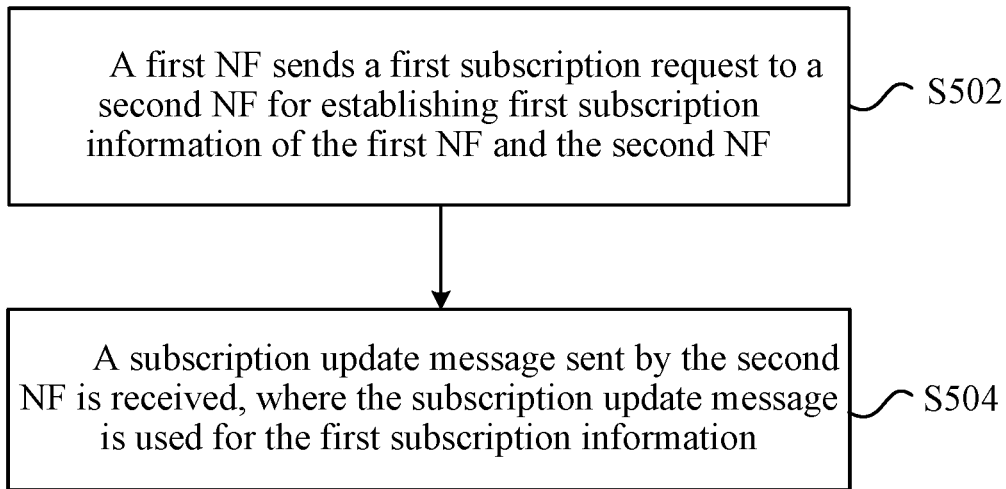 A first NF sends a first subscription request to a
second NF for establishing first subscription
information of the first NF and the second NF
S502
A subscription update message sent by the second
NF is received, where the subscription update message
is used for the first subscription information
S504